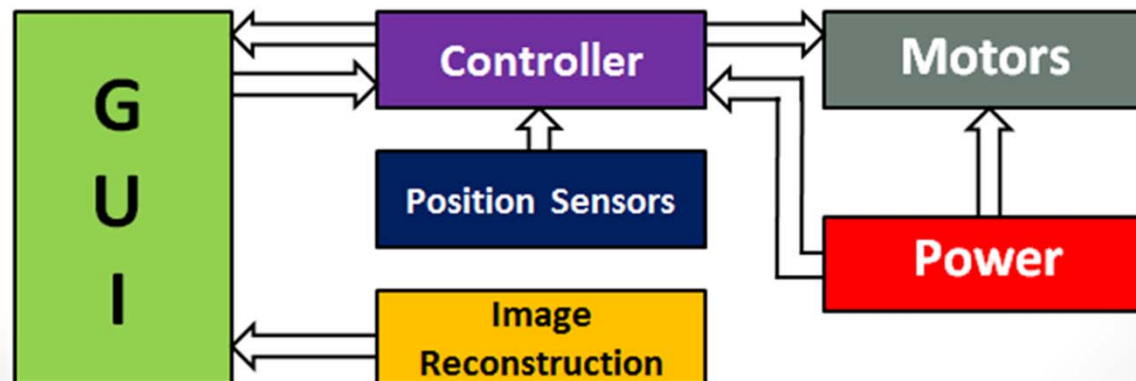 G
U
I
Controller
Motors
Position Sensors
Power
Image
Reconstruction